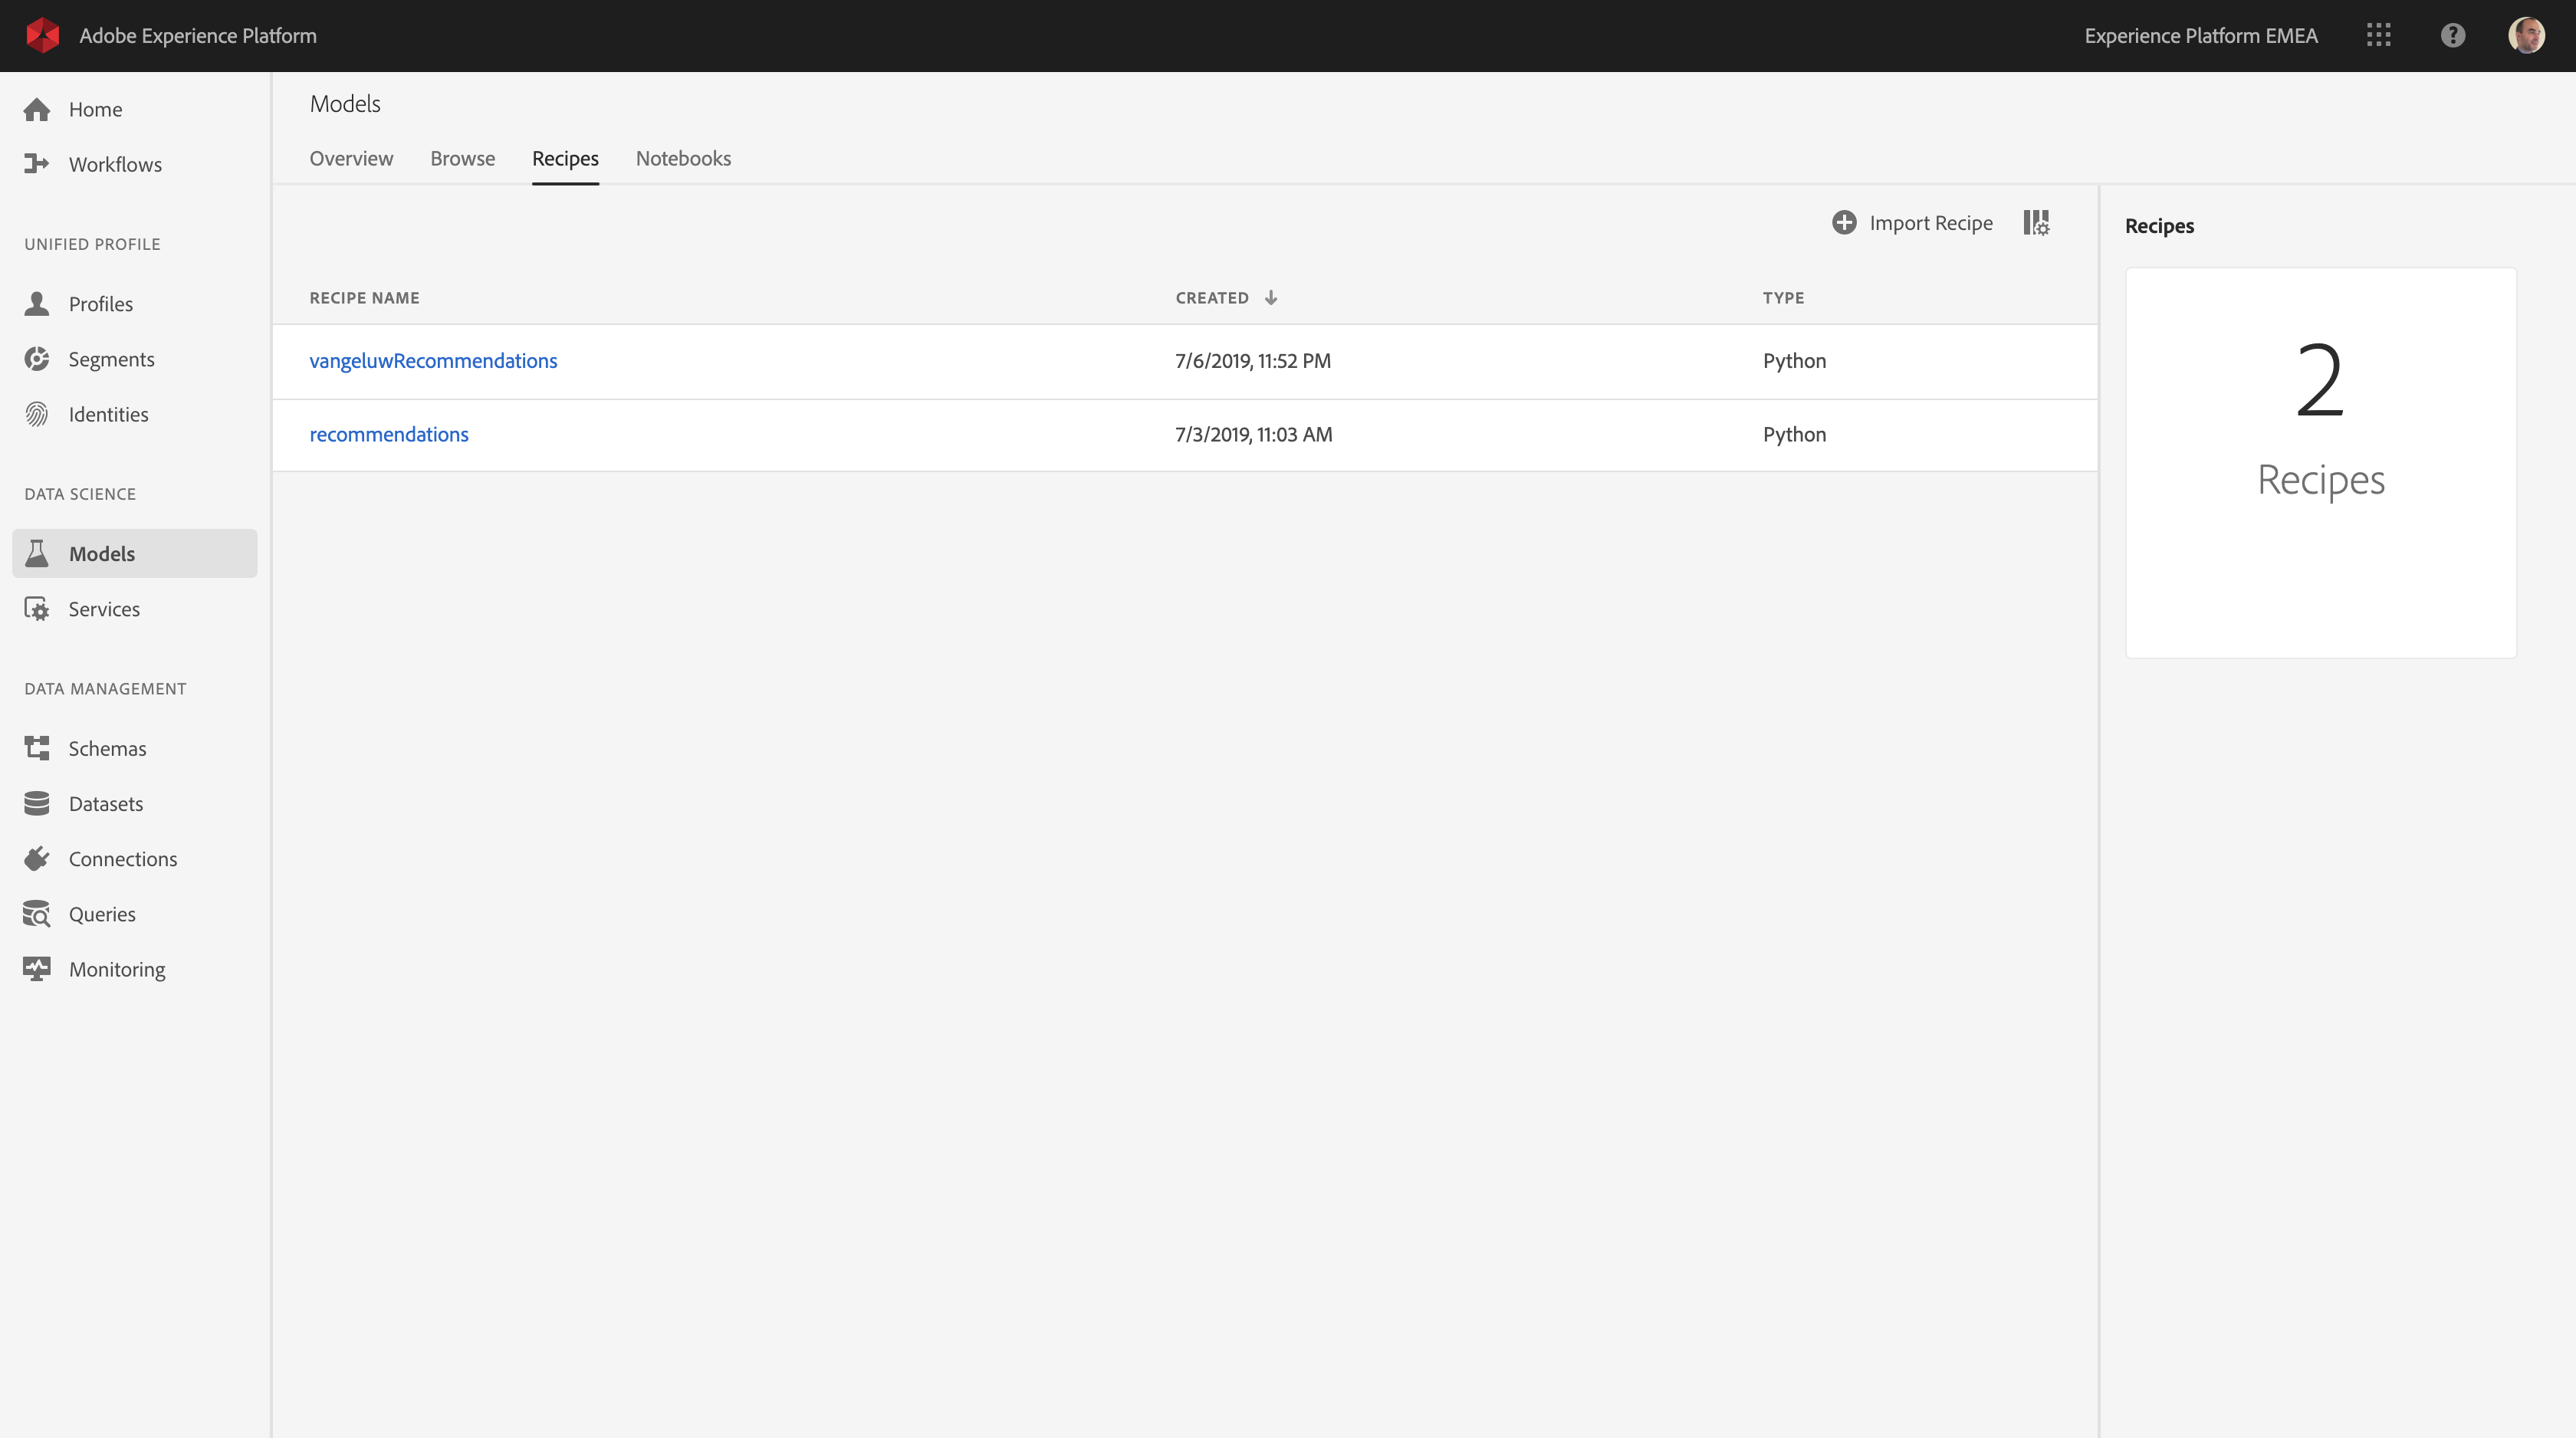 Adobe Experience Platform
Experience Platform EMEA
Home
Workflows
UNIFIED PROFILE
Profiles
Segments
Identities
DATA SCIENCE
Models
Services
DATA MANAGEMENT
Schemas
Datasets
Connections
Queries
Monitoring
Models
Overview Browse Recipes Notebooks
Import Recipe
RECIPE NAME CREATED TYPE
vangeluwRecommendations 7/6/2019, 11:52 PM Python
recommendations 7/3/2019, 11:03 AM Python
Recipes
2
Recipes